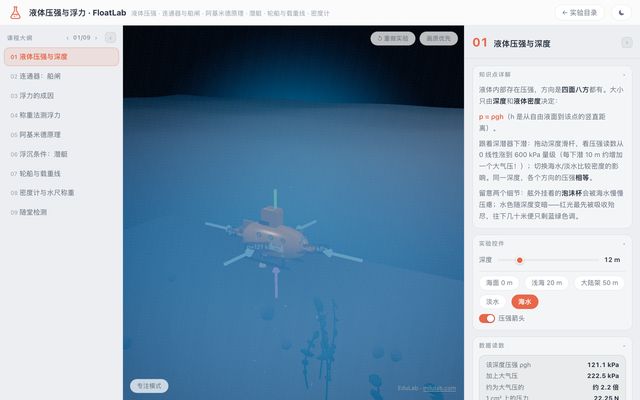 液体压强与浮力 · FloatLab 液体压强 · 连通器与船闸 · 阿基米德原理 · 潜艇 · 轮船与载重线 · 密度计
← 实验目录
课程大纲 ‹ 01/09 ›
01 液体压强与深度
02 连通器：船闸
03 浮力的成因
04 称重法测浮力
05 阿基米德原理
06 浮沉条件：潜艇
07 轮船与载重线
08 密度计与水尺称重
09 随堂检测
↻ 重做实验
画质优先
专注模式
EduLab
01 液体压强与深度
知识点详解
液体内部存在压强，方向是四面八方都有。大小
只由深度和液体密度决定：
p = ρgh（h 是从自由液面到该点的竖直距
离）。
跟着深潜器下潜：拖动深度滑杆，看压强读数从
0 线性涨到 600 kPa 量级（每下潜 10 m 约增加
一个大气压！）；切换海水/淡水比较密度的影
响。同一深度，各个方向的压强相等。
留意两个细节：舷外挂着的泡沫杯会被海水慢慢
压瘪；水色随深度变暗——红光最先被吸收殆
尽，往下几十米便只剩蓝绿色调。
实验控件
深度 12 m
海面 0 m 浅海 20 m 大陆架 50 m
淡水 海水
压强箭头
数据读数
该深度压强 ρgh 121.1 kPa
加上大气压 222.5 kPa
约为大气压的 约 2.2 倍
1 cm² 上的压力 22.25 N